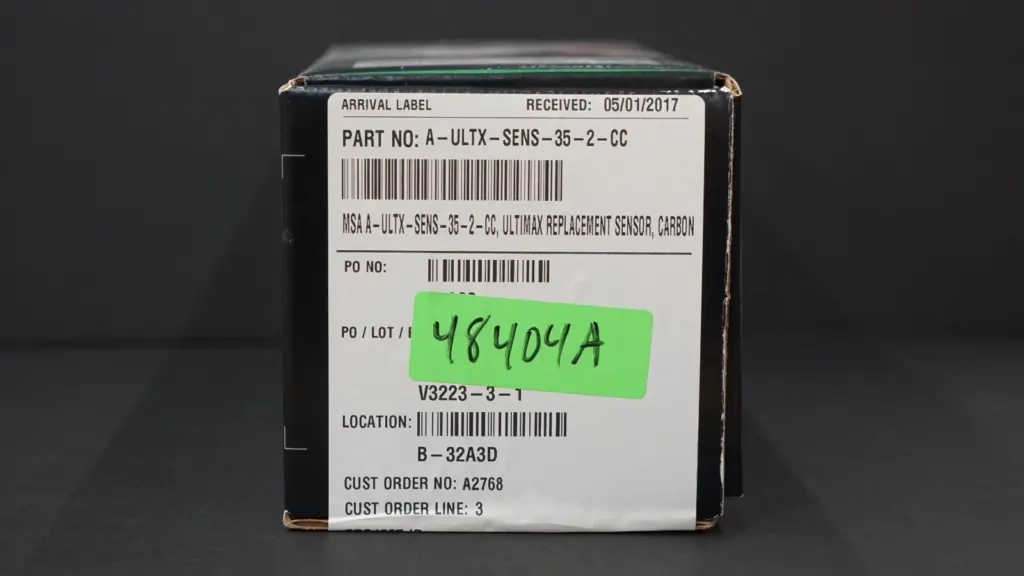 ARRIVAL LABEL RECEIVED: 05/01/2017
PART NO: A-ULTX-SENS-35-2-CC
MSA A-ULTX-SENS-35-2-CC, ULTIMAX REPLACEMENT SENSOR, CARBON
PO NO:
PO / LOT /
48404A
V3223-3-1
LOCATION:
B-32A3D
CUST ORDER NO: A2768
CUST ORDER LINE: 3